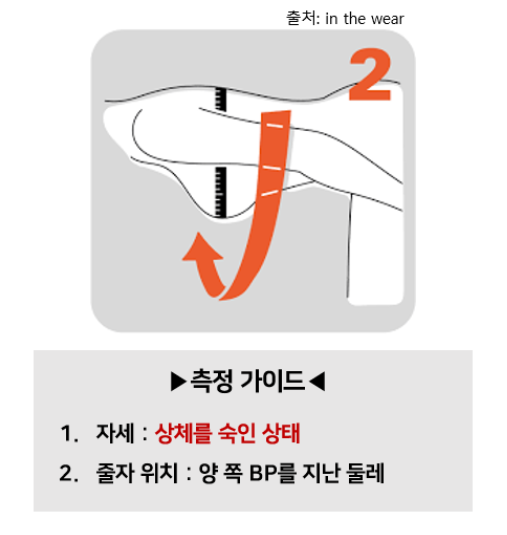 출처: in the wear
2
▶측정 가이드◀
1. 자세 : 상체를 숙인 상태
2. 줄자 위치 : 양 쪽 BP를 지난 둘레